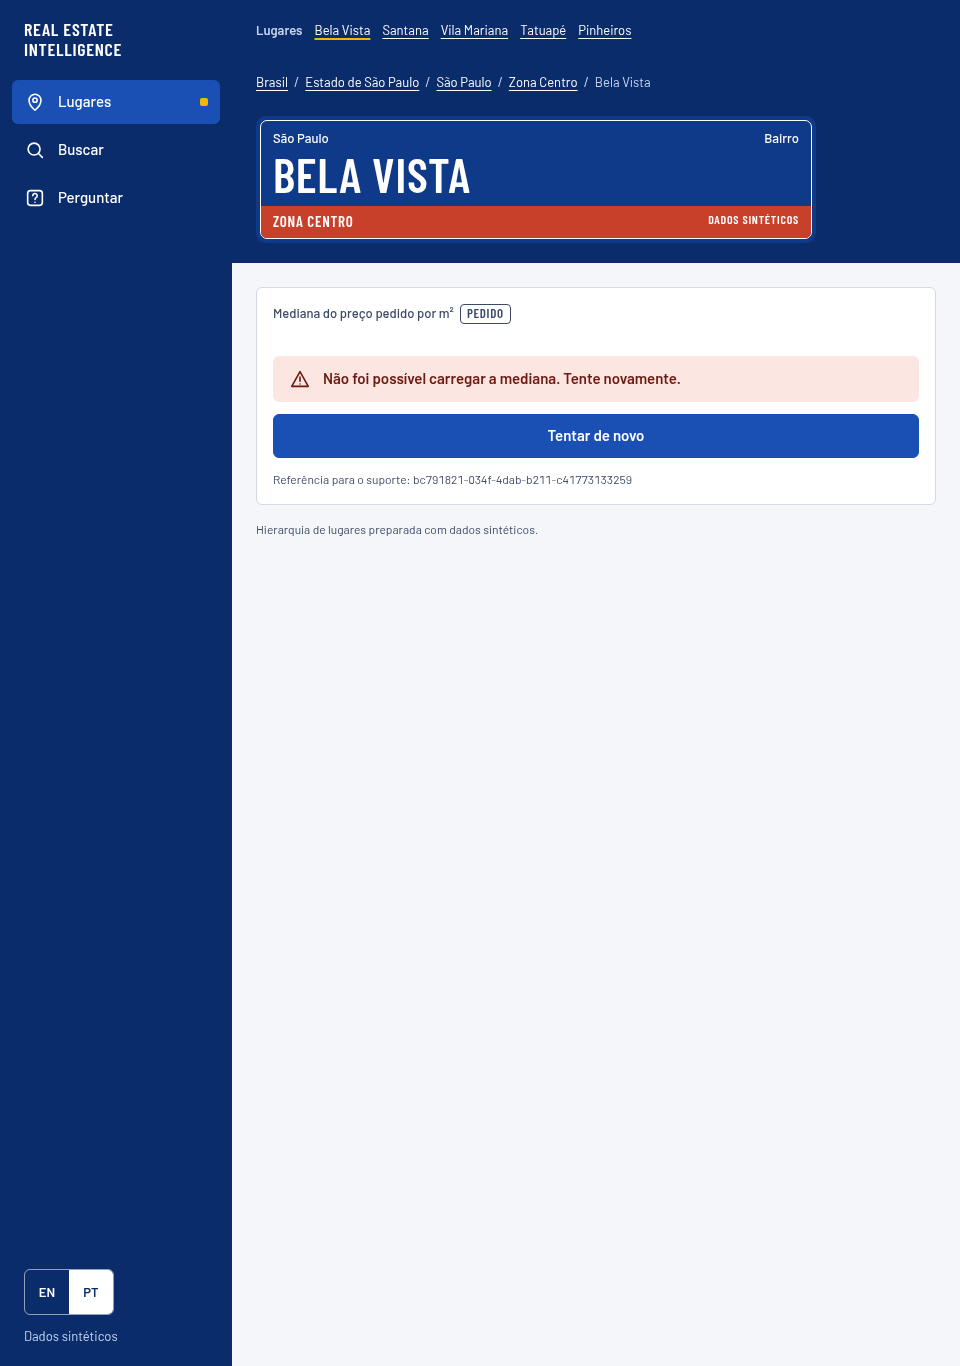 REAL ESTATE
INTELLIGENCE
Lugares
Buscar
Perguntar
EN PT
Dados sintéticos
Lugares Bela Vista Santana Vila Mariana Tatuapé Pinheiros
Brasil / Estado de São Paulo / São Paulo / Zona Centro / Bela Vista
São Paulo Bairro
BELA VISTA
ZONA CENTRO DADOS SINTÉTICOS
Mediana do preço pedido por m² PEDIDO
Não foi possível carregar a mediana. Tente novamente.
Tentar de novo
Referência para o suporte: bc791821-034f-4dab-b211-c41773133259
Hierarquia de lugares preparada com dados sintéticos.